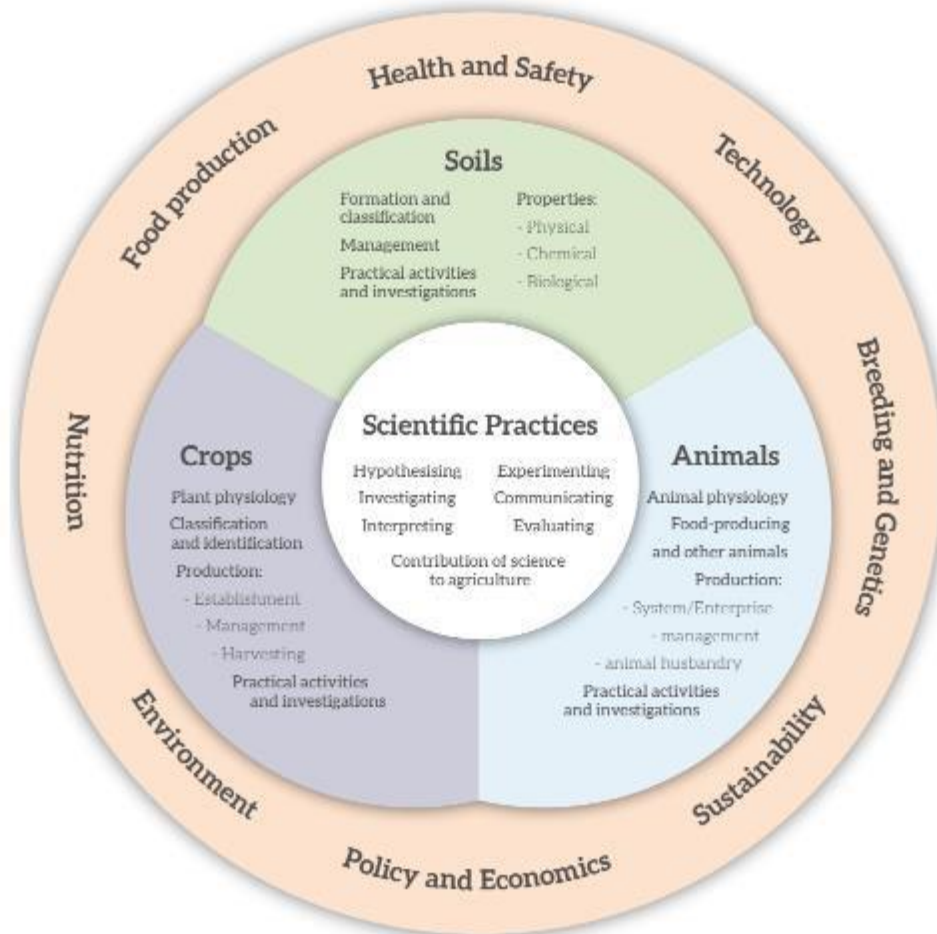 Health and Safety
Technology
Breeding and Genetics
Sustainability
Policy and Economics
Environment
Nutrition
Food production
Soils
Formation and
classification
Management
Practical activities
and investigations
Properties:
- Physical
- Chemical
- Biological
Scientific Practices
Hypothesising
Investigating
Interpreting
Experimenting
Communicating
Evaluating
Contribution of science
to agriculture
Crops
Plant physiology
Classification
and identification
Production:
- Establishment
- Management
- Harvesting
Practical activities
and investigations
Animals
Animal physiology
Food-producing
and other animals
Production:
- System/Enterprise
- management
- animal husbandry
Practical activities
and investigations